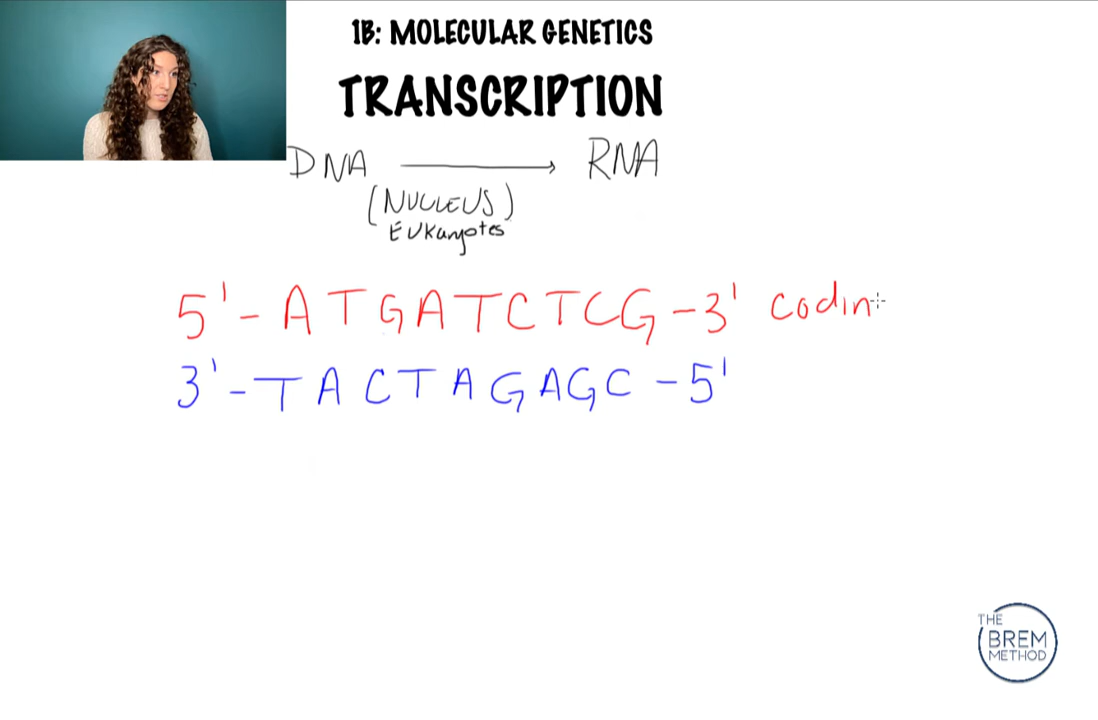 1B: MOLECULAR GENETICS
TRANSCRIPTION
DNA → RNA
(NUCLEUS)
EUKaryotes
5'-ATGATCTCG-3' codin
3'-TACTAGAGC-5'
THE
BREM
METHOD